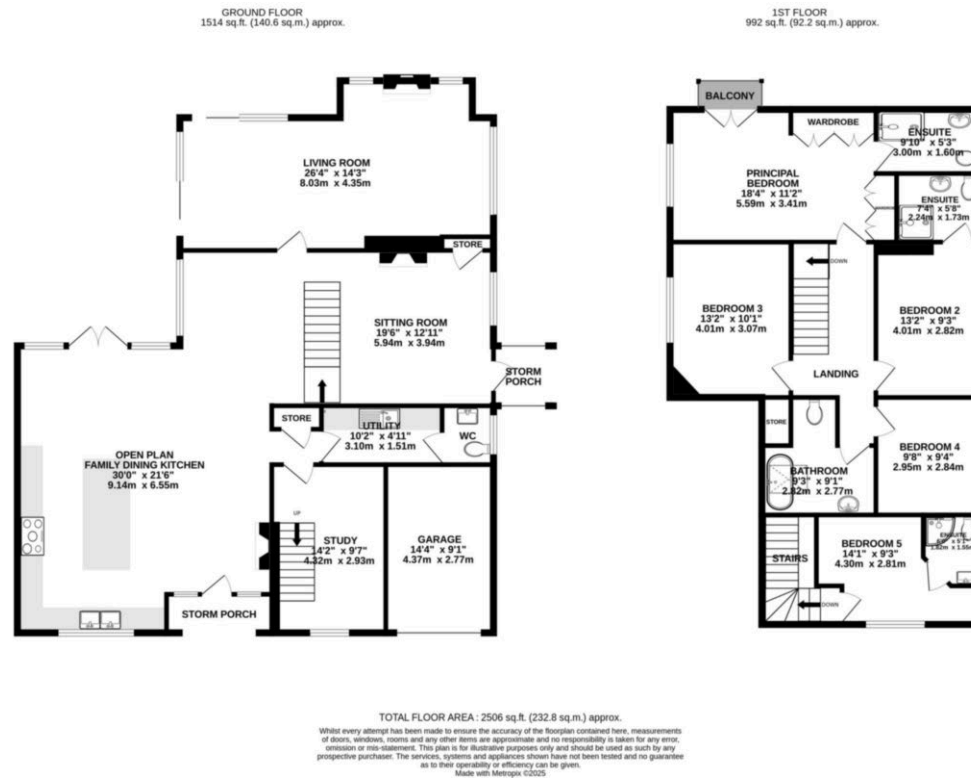 GROUND FLOOR
1514 sq.ft. (140.6 sq.m.) approx.
LIVING ROOM
26'4" x 14'3"
8.03m x 4.35m
STORE
SITTING ROOM
19'6" x 12'11"
5.94m x 3.94m
STORM
PORCH
STORE
UTILITY
10'2" x 4'11"
3.10m x 1.51m
WC
OPEN PLAN
FAMILY DINING KITCHEN
30'0" x 21'6"
9.14m x 6.55m
UP
STUDY
14'2" x 9'7"
4.32m x 2.93m
GARAGE
14'4" x 9'1"
4.37m x 2.77m
STORM PORCH
1ST FLOOR
992 sq.ft. (92.2 sq.m.) approx.
BALCONY
WARDROBE
ENSUITE
9'10" x 5'3"
3.00m x 1.60m
PRINCIPAL
BEDROOM
18'4" x 11'2"
5.59m x 3.41m
ENSUITE
7'4" x 5'8"
2.24m x 1.73m
DOWN
BEDROOM 3
13'2" x 10'1"
4.01m x 3.07m
BEDROOM 2
13'2" x 9'3"
4.01m x 2.82m
LANDING
STORE
BEDROOM 4
9'8" x 9'4"
2.95m x 2.84m
BATHROOM
9'3" x 9'1"
2.82m x 2.77m
STAIRS
BEDROOM 5
14'1" x 9'3"
4.30m x 2.81m
ENSUITE
DOWN
TOTAL FLOOR AREA : 2506 sq.ft. (232.8 sq.m.) approx.
Whilst every attempt has been made to ensure the accuracy of the floorplan contained here, measurements
of doors, windows, rooms and any other items are approximate and no responsibility is taken for any error,
omission or mis-statement. This plan is for illustrative purposes only and should be used as such by any
prospective purchaser. The services, systems and appliances shown have not been tested and no guarantee
as to their operability or efficiency can be given.
Made with Metropix ©2025